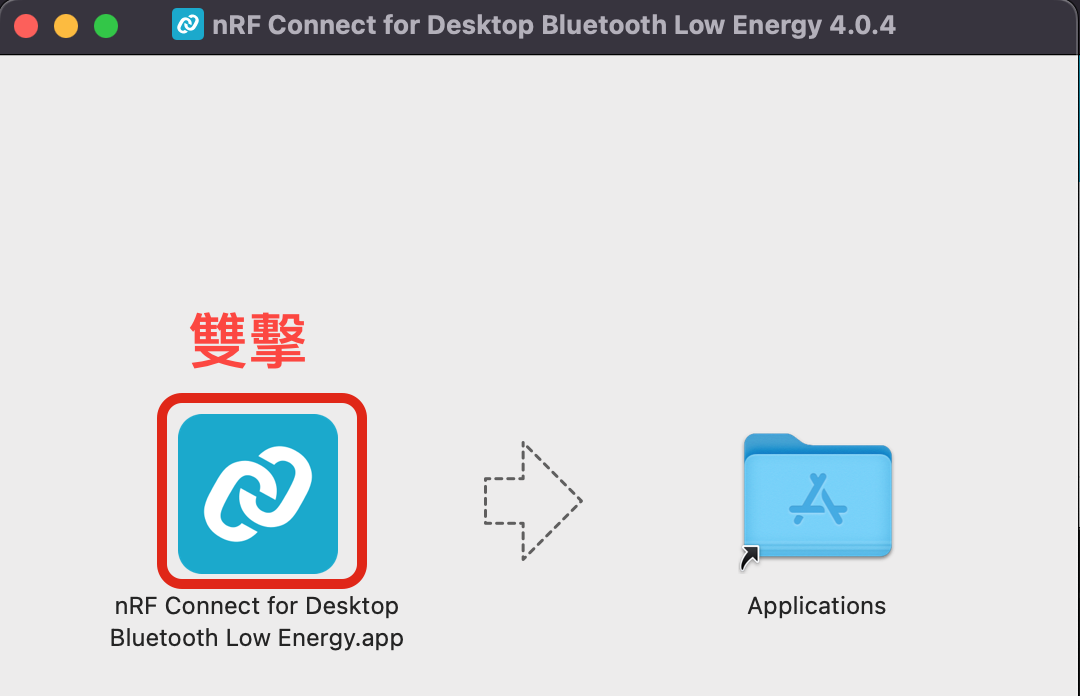 nRF Connect for Desktop Bluetooth Low Energy 4.0.4
雙擊
nRF Connect for Desktop
Bluetooth Low Energy.app
Applications